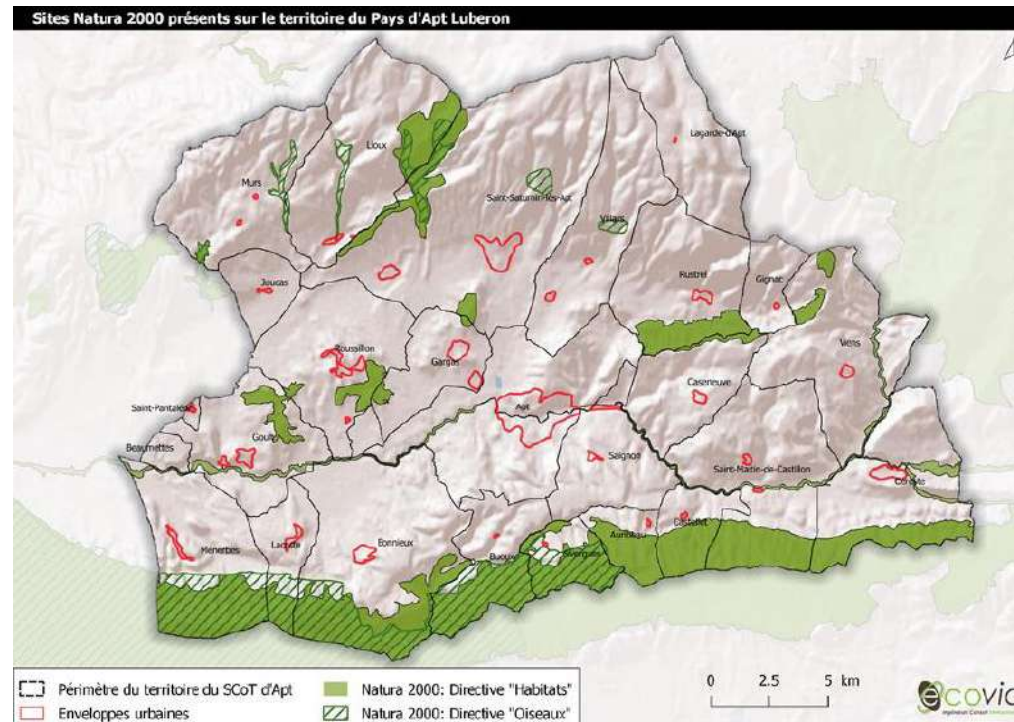 Sites Natura 2000 présents sur le territoire du Pays d'Apt Luberon
Lagarde-d'Apt
Lioux
Murs
Saint-Saturnin-lès-Apt
Villars
Rustrel
Gignac
Joucas
Roussillon
Gargas
Viens
Caseneuve
Saint-Pantaléon
Apt
Goult
Beaumettes
Saignon
Saint-Martin-de-Castillon
Céreste
Castellet
Auribeau
Ménerbes
Lacoste
Bonnieux
Buoux
Sivergues
Périmètre du territoire du SCoT d'Apt
Natura 2000: Directive "Habitats"
0 2.5 5 km
Enveloppes urbaines
Natura 2000: Directive "Oiseaux"
écovia